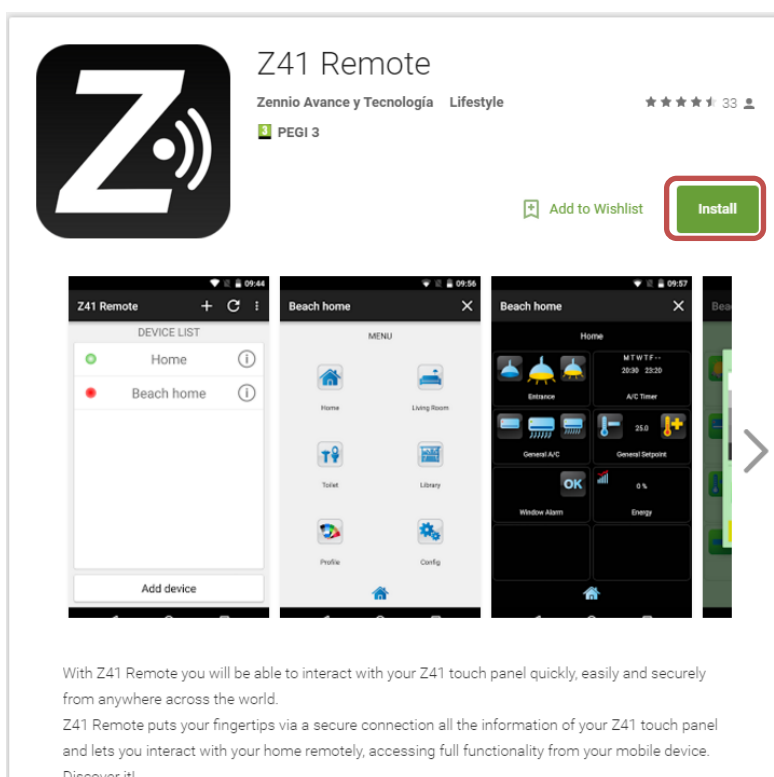 Z41 Remote
Zennio Avance y Tecnología Lifestyle
33
3 PEGI 3
Add to Wishlist
Install
09:44
Z41 Remote
DEVICE LIST
Home
Beach home
Add device
09:56
Beach home
MENU
Home Living Room
Toilet Library
Profile Config
09:57
Beach home
Home
M T W T F - -
20:30 23:20
Entrance A/C Timer
25.0
General A/C General Setpoint
OK
0 %
Window Alarm Energy
Bea
With Z41 Remote you will be able to interact with your Z41 touch panel quickly, easily and securely
from anywhere across the world.
Z41 Remote puts your fingertips via a secure connection all the information of your Z41 touch panel
and lets you interact with your home remotely, accessing full functionality from your mobile device.
Discover it!